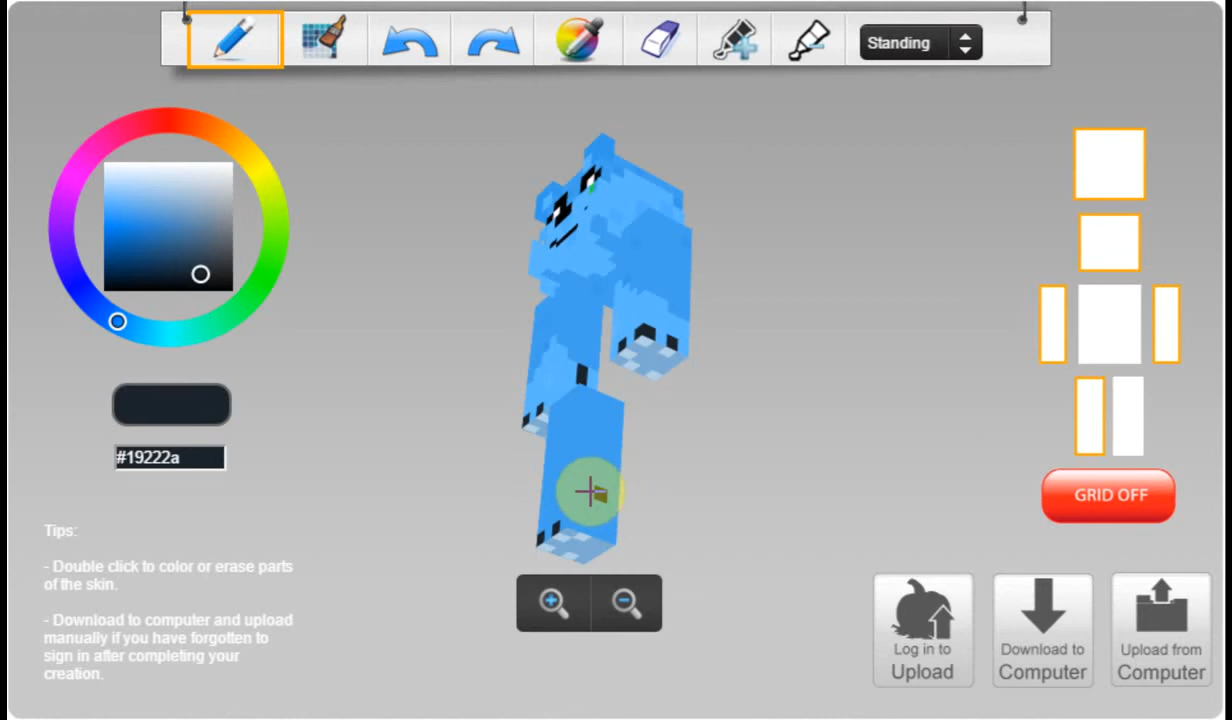 Standing
#19222a
Tips:
- Double click to color or erase parts
of the skin.
- Download to computer and upload
manually if you have forgotten to
sign in after completing your
creation.
GRID OFF
Log in to
Upload
Download to
Computer
Upload from
Computer